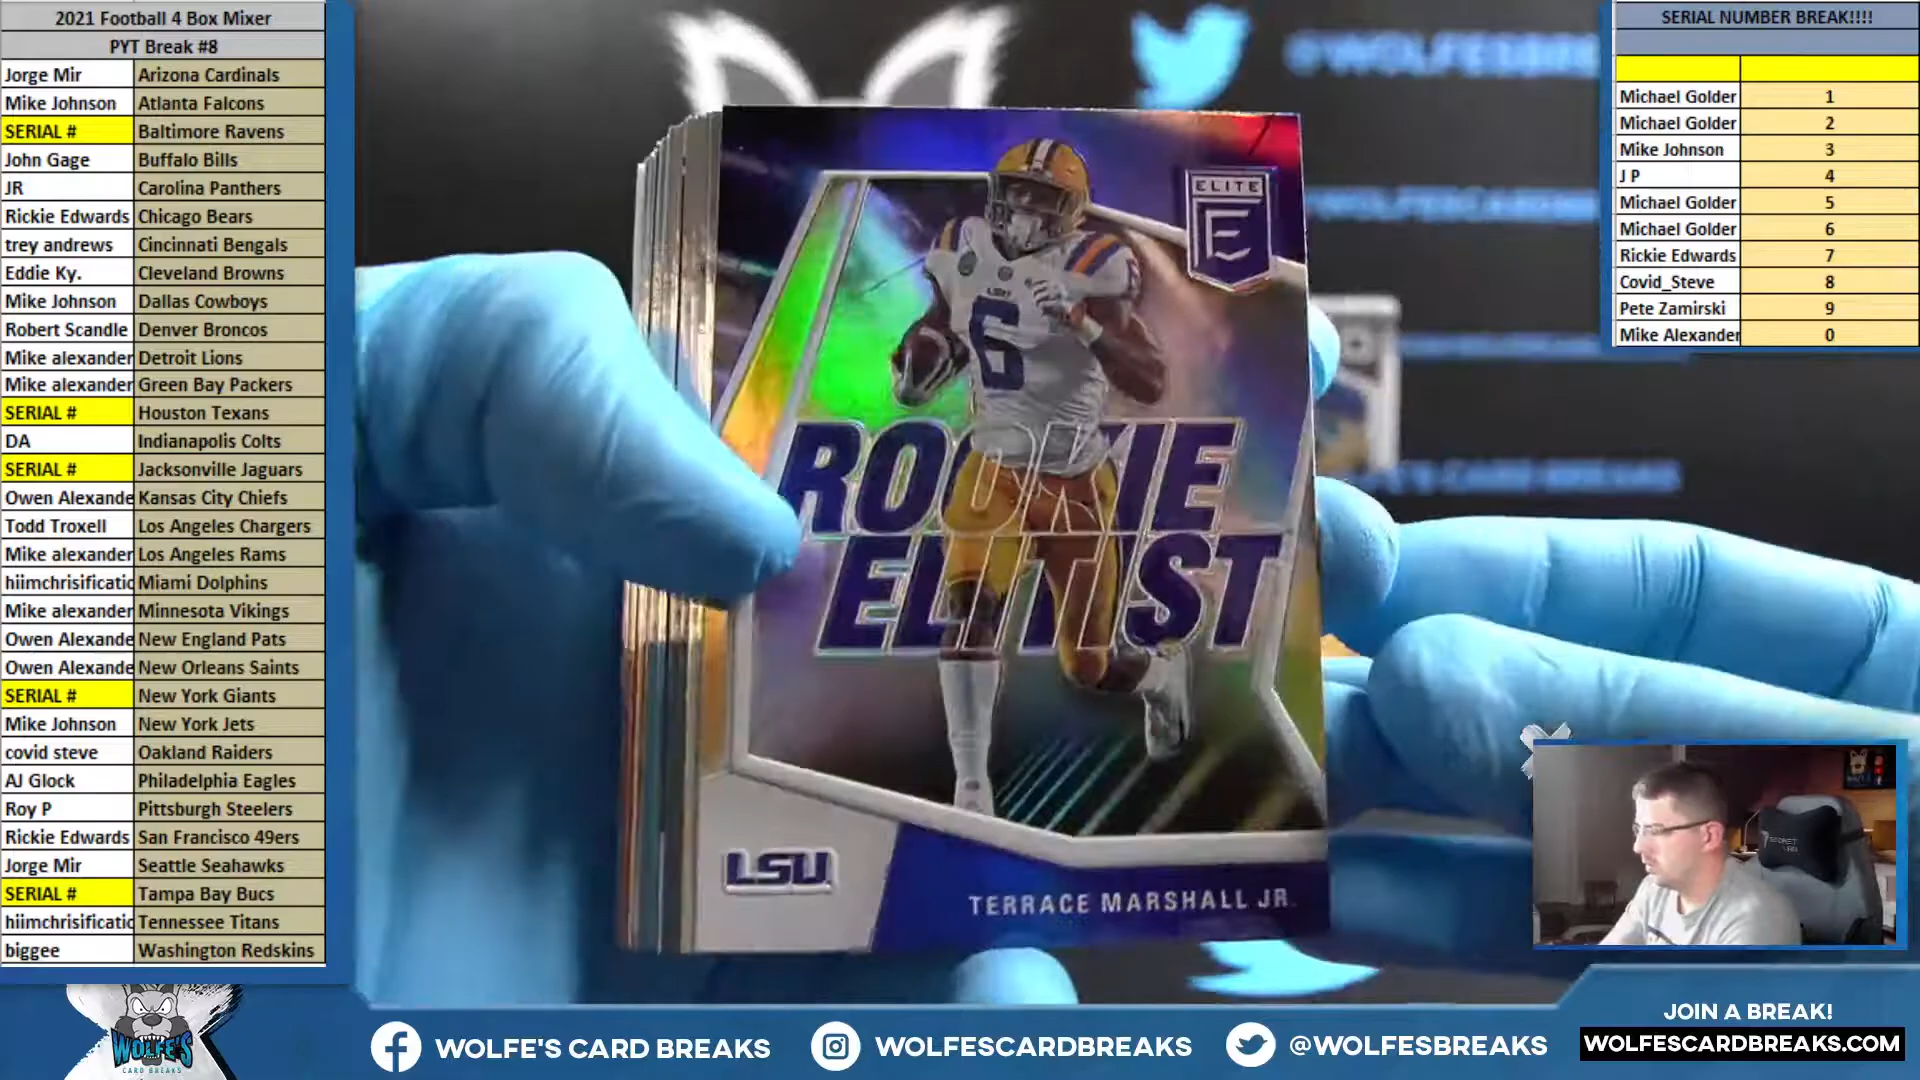 2021 Football 4 Box Mixer
PYT Break #8
Jorge Mir Arizona Cardinals
Mike Johnson Atlanta Falcons
SERIAL # Baltimore Ravens
John Gage Buffalo Bills
JR Carolina Panthers
Rickie Edwards Chicago Bears
trey andrews Cincinnati Bengals
Eddie Ky. Cleveland Browns
Mike Johnson Dallas Cowboys
Robert Scandle Denver Broncos
Mike alexander Detroit Lions
Mike alexander Green Bay Packers
SERIAL # Houston Texans
DA Indianapolis Colts
SERIAL # Jacksonville Jaguars
Owen Alexande Kansas City Chiefs
Todd Troxell Los Angeles Chargers
Mike alexander Los Angeles Rams
hiimchrisificatio Miami Dolphins
Mike alexander Minnesota Vikings
Owen Alexande New England Pats
Owen Alexande New Orleans Saints
SERIAL # New York Giants
Mike Johnson New York Jets
covid steve Oakland Raiders
AJ Glock Philadelphia Eagles
Roy P Pittsburgh Steelers
Rickie Edwards San Francisco 49ers
Jorge Mir Seattle Seahawks
SERIAL # Tampa Bay Bucs
hiimchrisificatio Tennessee Titans
biggee Washington Redskins
ELITE
E
LSU
6
ROOKIE
ELITIST
LSU
TERRACE MARSHALL JR.
SERIAL NUMBER BREAK!!!!
Michael Golder 1
Michael Golder 2
Mike Johnson 3
J P 4
Michael Golder 5
Michael Golder 6
Rickie Edwards 7
Covid_Steve 8
Pete Zamirski 9
Mike Alexander 0
WOLFE'S
CARD BREAKS
WOLFE'S CARD BREAKS
WOLFESCARDBREAKS
@WOLFESBREAKS
JOIN A BREAK!
WOLFESCARDBREAKS.COM